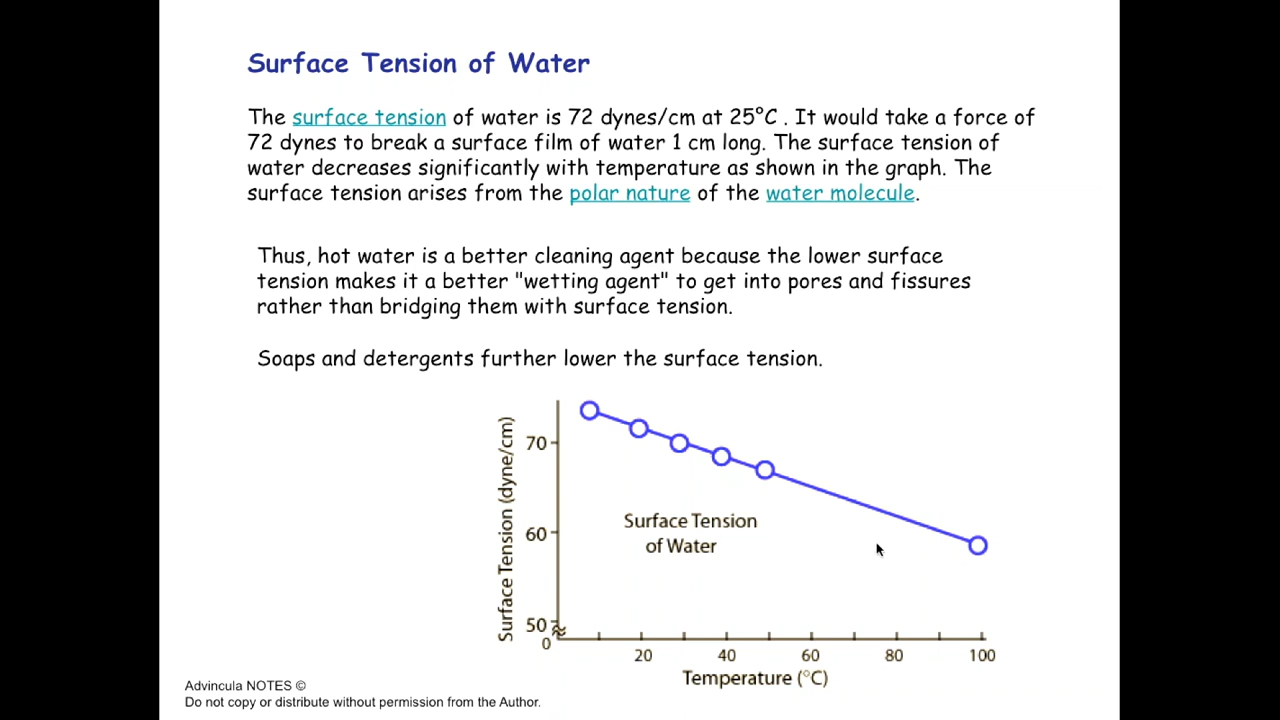 Surface Tension of Water
The surface tension of water is 72 dynes/cm at 25°C . It would take a force of
72 dynes to break a surface film of water 1 cm long. The surface tension of
water decreases significantly with temperature as shown in the graph. The
surface tension arises from the polar nature of the water molecule.
Thus, hot water is a better cleaning agent because the lower surface
tension makes it a better "wetting agent" to get into pores and fissures
rather than bridging them with surface tension.
Soaps and detergents further lower the surface tension.
Surface Tension (dyne/cm)
70
60
50
0
Surface Tension
of Water
20 40 60 80 100
Temperature (°C)
Advincula NOTES ©
Do not copy or distribute without permission from the Author.